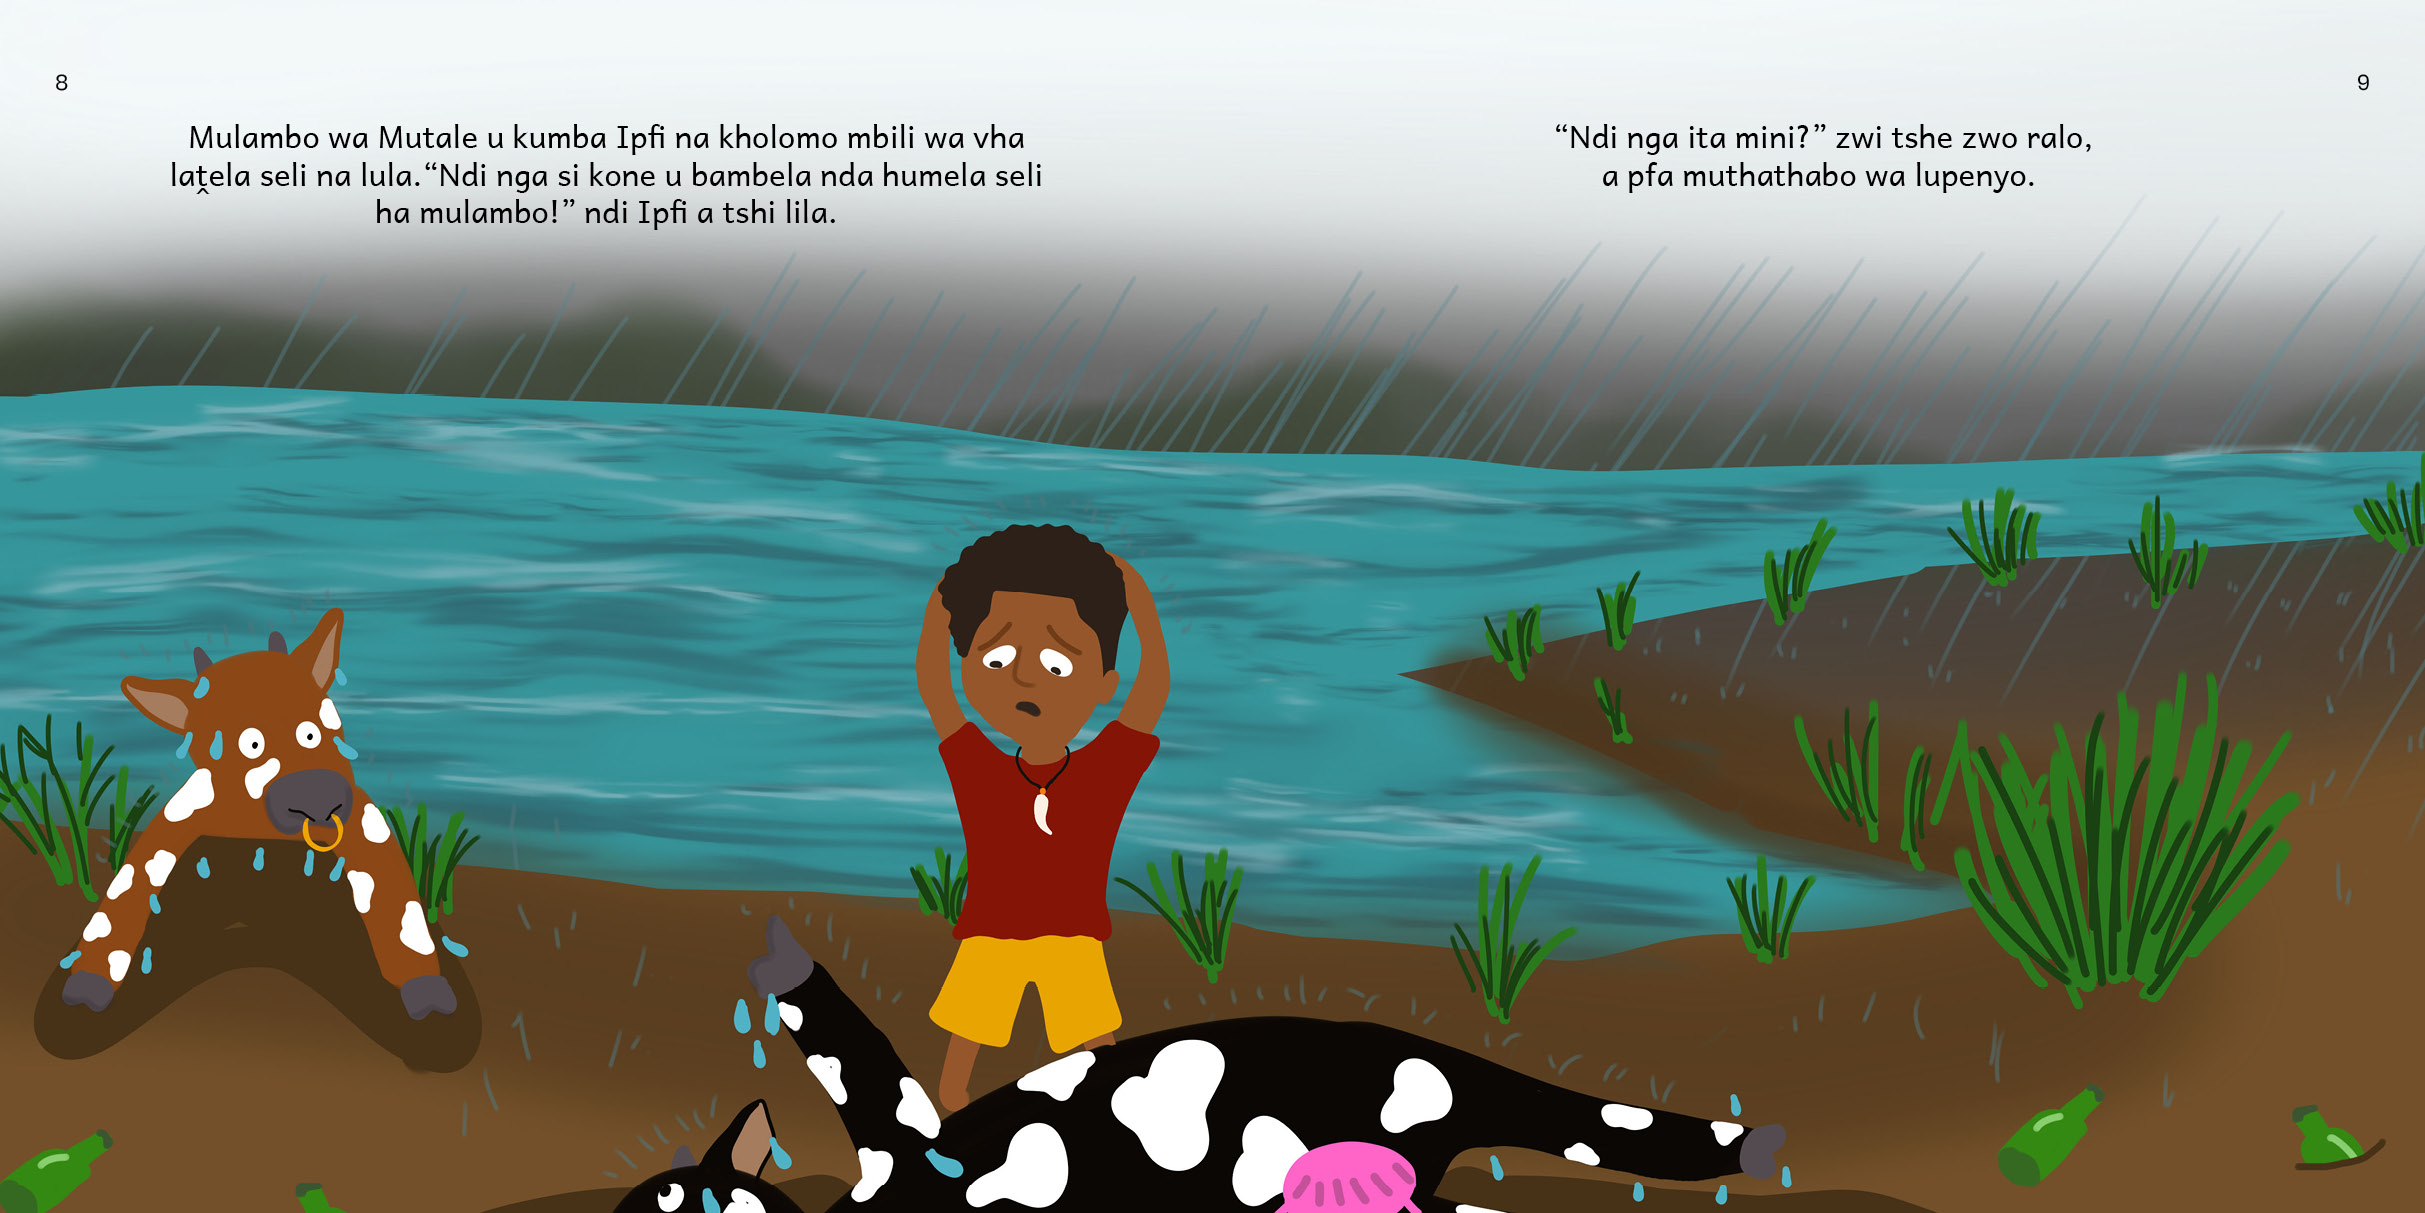 8
Mulambo wa Mutale u kumba Ipfi na kholomo mbili wa vha
laṱela seli na lula.“Ndi nga si kone u bambela nda humela seli
ha mulambo!” ndi Ipfi a tshi lila.
9
“Ndi nga ita mini?” zwi tshe zwo ralo,
a pfa muthathabo wa lupenyo.